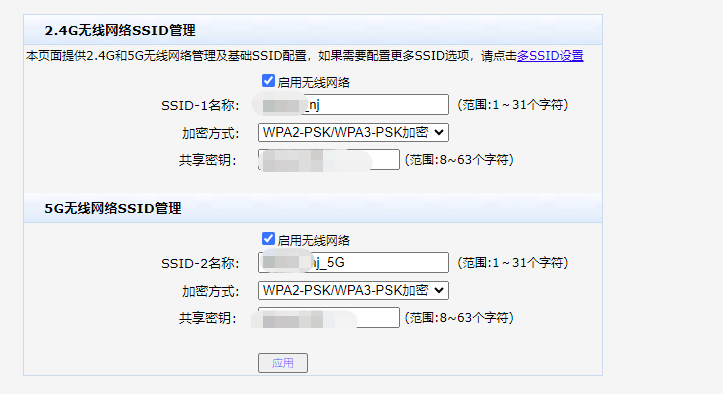 2.4G无线网络SSID管理
本页面提供2.4G和5G无线网络管理及基础SSID配置，如果需要配置更多SSID选项，请点击多SSID设置
启用无线网络
SSID-1名称： _nj (范围:1～31个字符)
加密方式： WPA2-PSK/WPA3-PSK加密
共享密钥： (范围:8~63个字符)
5G无线网络SSID管理
启用无线网络
SSID-2名称： nj_5G (范围:1～31个字符)
加密方式： WPA2-PSK/WPA3-PSK加密
共享密钥： (范围:8~63个字符)
应用